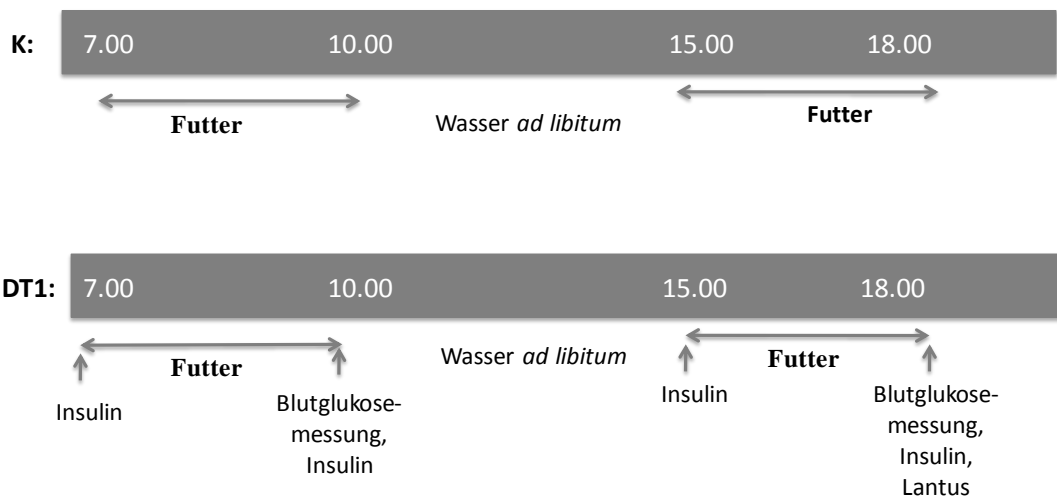 K: 7.00 10.00 15.00 18.00
Futter Wasser ad libitum Futter
DT1: 7.00 10.00 15.00 18.00
Futter Wasser ad libitum Futter
Insulin
Blutglukose-
messung,
Insulin
Insulin
Blutglukose-
messung,
Insulin,
Lantus